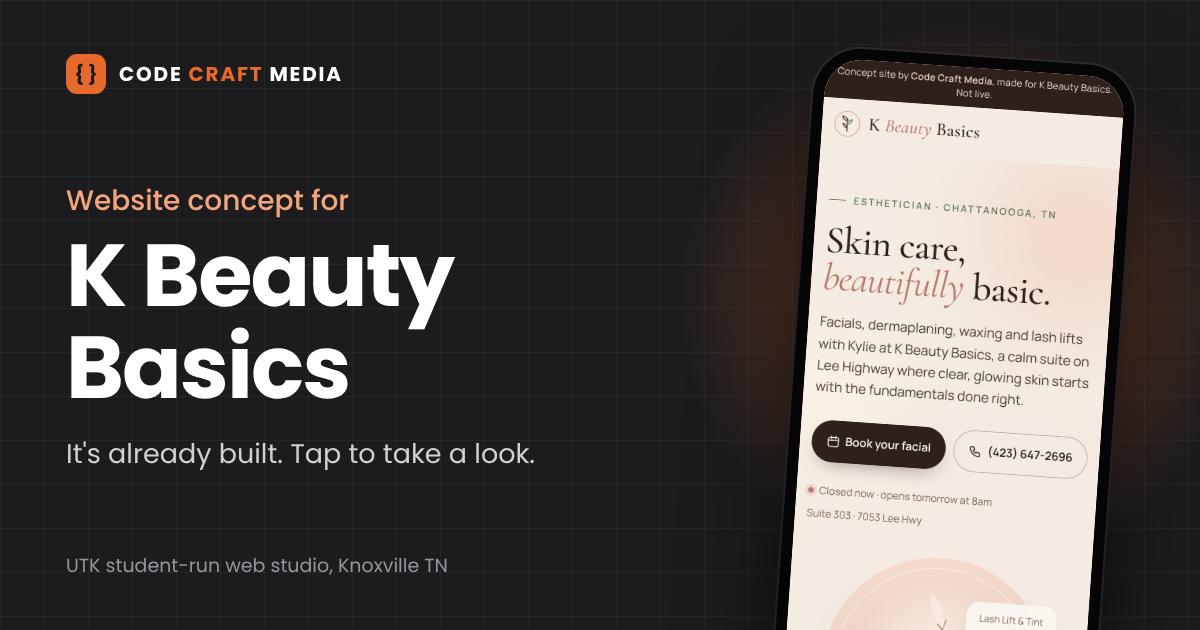 { } CODE CRAFT MEDIA
Website concept for
K Beauty
Basics
It's already built. Tap to take a look.
UTK student-run web studio, Knoxville TN
Concept site by Code Craft Media, made for K Beauty Basics.
Not live.
K Beauty Basics
ESTHETICIAN · CHATTANOOGA, TN
Skin care,
beautifully basic.
Facials, dermaplaning, waxing and lash lifts
with Kylie at K Beauty Basics, a calm suite on
Lee Highway where clear, glowing skin starts
with the fundamentals done right.
Book your facial
(423) 647-2696
Closed now · opens tomorrow at 8am
Suite 303 · 7053 Lee Hwy
Lash Lift & Tint